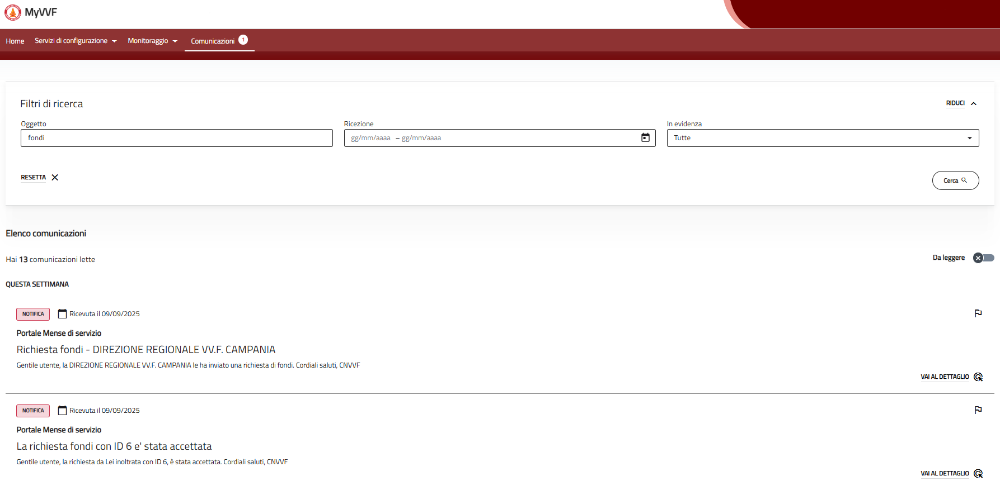 MyVVF
Home Servizi di configurazione Monitoraggio Comunicazioni 1
Filtri di ricerca
RIDUCI
Oggetto Ricezione In evidenza
fondi gg/mm/aaaa – gg/mm/aaaa Tutte
RESETTA
Cerca
Elenco comunicazioni
Hai 13 comunicazioni lette
Da leggere
QUESTA SETTIMANA
NOTIFICA Ricevuta il 09/09/2025
Portale Mense di servizio
Richiesta fondi - DIREZIONE REGIONALE VV.F. CAMPANIA
Gentile utente, la DIREZIONE REGIONALE VV.F. CAMPANIA le ha inviato una richiesta di fondi. Cordiali saluti, CNVVF
VAI AL DETTAGLIO
NOTIFICA Ricevuta il 09/09/2025
Portale Mense di servizio
La richiesta fondi con ID 6 e' stata accettata
Gentile utente, la richiesta da Lei inoltrata con ID 6, è stata accettata. Cordiali saluti, CNVVF
VAI AL DETTAGLIO